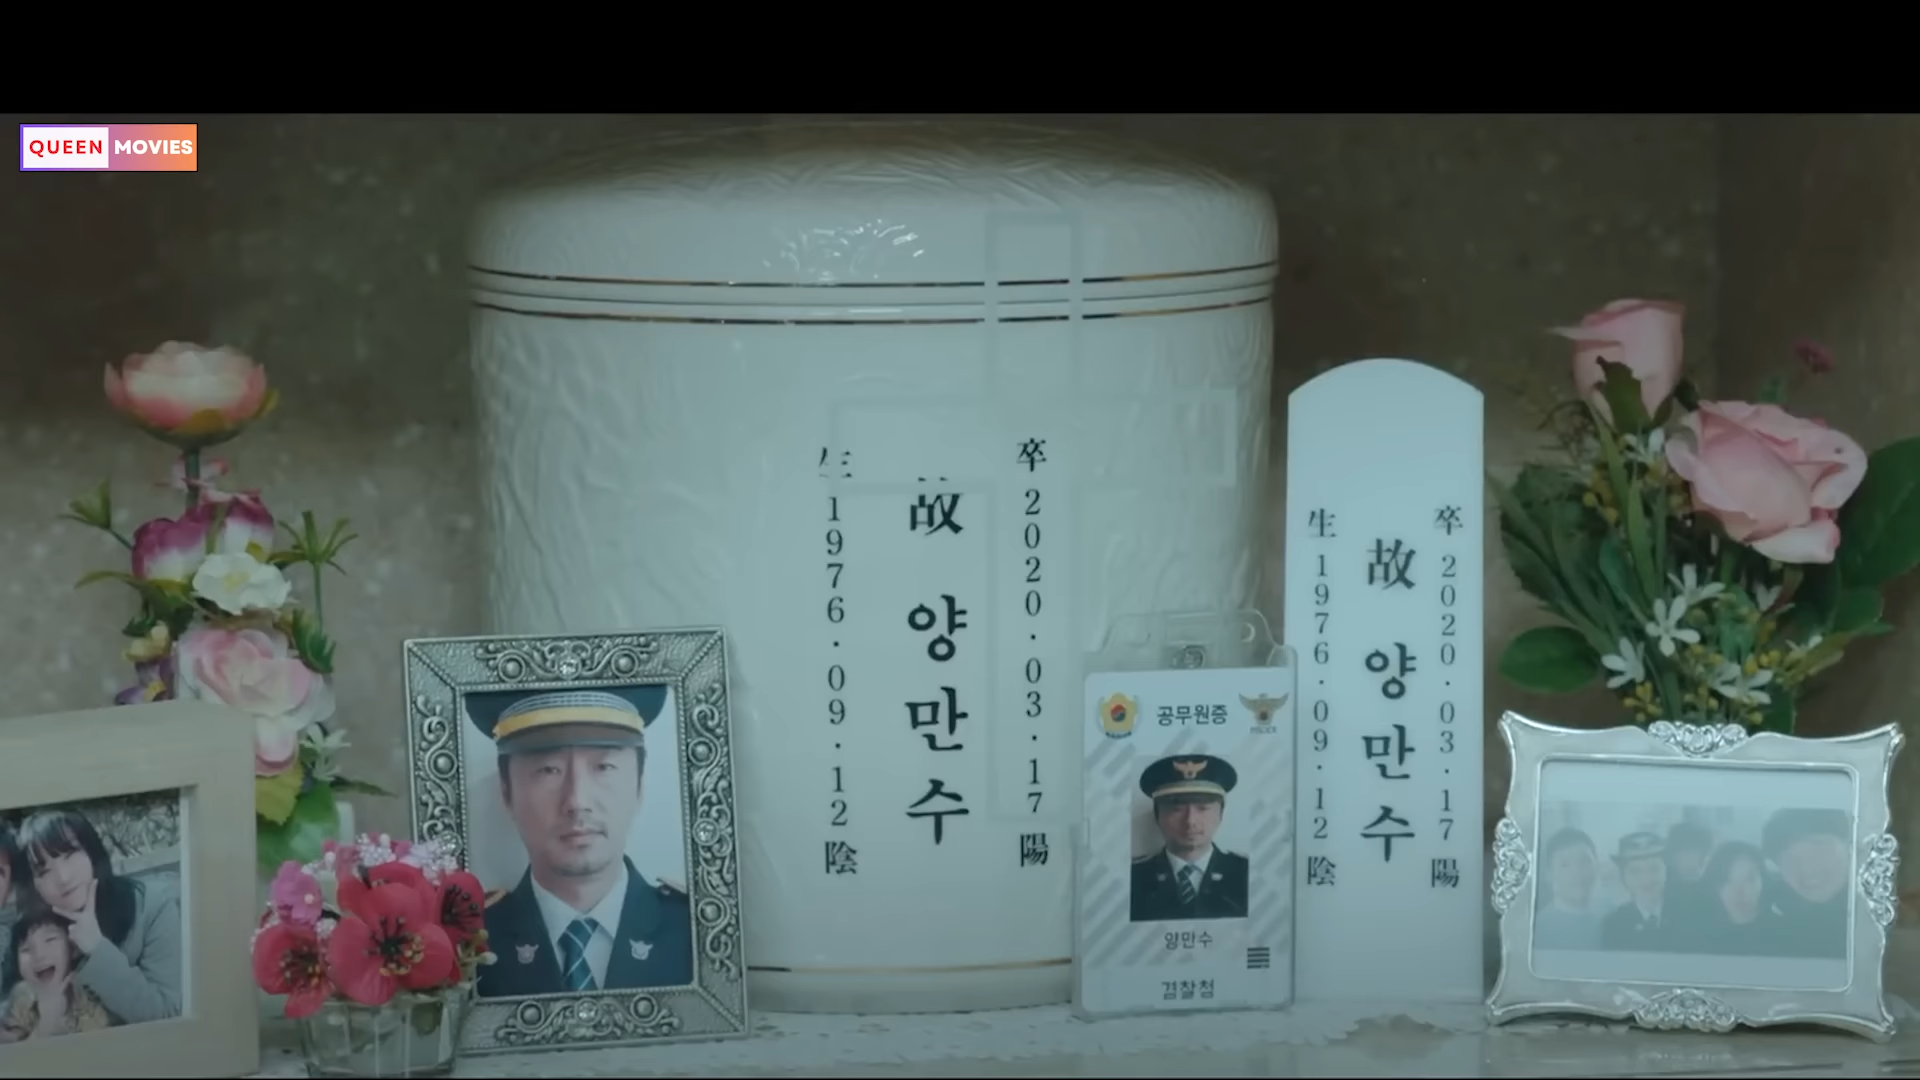 QUEEN MOVIES
生 1976.09.12 陰
故 양만수
卒 2020.03.17 陽
공무원증
POLICE
양만수
경찰청
生 1976.09.12 陰
故 양만수
卒 2020.03.17 陽